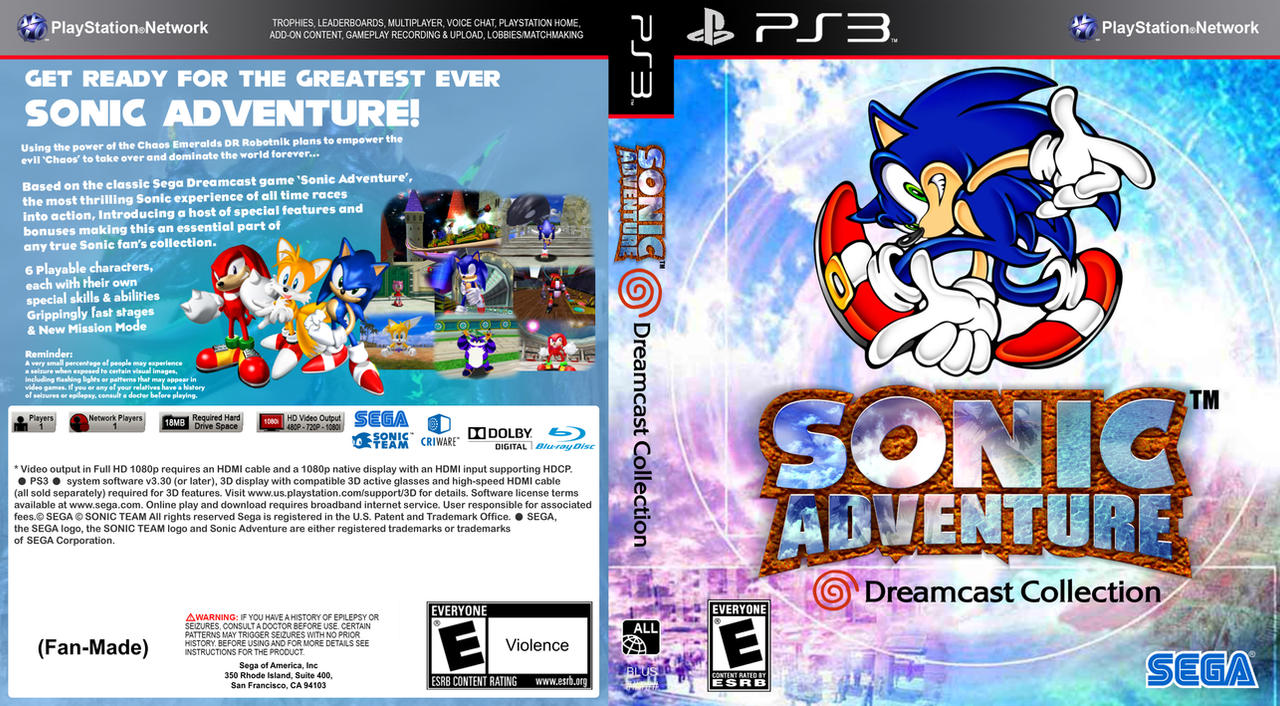 PlayStation®Network
TROPHIES, LEADERBOARDS, MULTIPLAYER, VOICE CHAT, PLAYSTATION HOME,
ADD-ON CONTENT, GAMEPLAY RECORDING & UPLOAD, LOBBIES/MATCHMAKING
GET READY FOR THE GREATEST EVER
SONIC ADVENTURE!
Using the power of the Chaos Emeralds DR Robotnik plans to empower the
evil ‘Chaos’ to take over and dominate the world forever...
Based on the classic Sega Dreamcast game ‘Sonic Adventure’,
the most thrilling Sonic experience of all time races
into action, Introducing a host of special features and
bonuses making this an essential part of
any true Sonic fan’s collection.
6 Playable characters,
each with their own
special skills & abilities
Grippingly fast stages
& New Mission Mode
Reminder:
A very small percentage of people may experience
a seizure when exposed to certain visual images,
including flashing lights or patterns that may appear in
video games. If you or any of your relatives have a history
of seizures or epilepsy, consult a doctor before playing.
Players
1
Network Players
1
18MB
Required Hard
Drive Space
1080i
HD Video Output
480P - 720P - 1080i
SEGA
SONIC
TEAM
CRIWARE™
DOLBY
DIGITAL
Blu-ray Disc
* Video output in Full HD 1080p requires an HDMI cable and a 1080p native display with an HDMI input supporting HDCP.
● PS3 ● system software v3.30 (or later), 3D display with compatible 3D active glasses and high-speed HDMI cable
(all sold separately) required for 3D features. Visit www.us.playstation.com/support/3D for details. Software license terms
available at www.sega.com. Online play and download requires broadband internet service. User responsible for associated
fees.© SEGA © SONIC TEAM All rights reserved Sega is registered in the U.S. Patent and Trademark Office. ● SEGA,
the SEGA logo, the SONIC TEAM logo and Sonic Adventure are either registered trademarks or trademarks
of SEGA Corporation.
(Fan-Made)
⚠WARNING: IF YOU HAVE A HISTORY OF EPILEPSY OR
SEIZURES, CONSULT A DOCTOR BEFORE USE. CERTAIN
PATTERNS MAY TRIGGER SEIZURES WITH NO PRIOR
HISTORY. BEFORE USING AND FOR MORE DETAILS SEE
INSTRUCTIONS FOR THE PRODUCT.
Sega of America, Inc
350 Rhode Island, Suite 400,
San Francisco, CA 94103
EVERYONE
E
®
Violence
ESRB CONTENT RATING www.esrb.org
PS3™
SONIC
ADVENTURE™
Dreamcast Collection
ALL
BLUS
PS3™
PlayStation®Network
SONIC™
ADVENTURE
Dreamcast Collection
EVERYONE
E
®
CONTENT RATED BY
ESRB
SEGA®